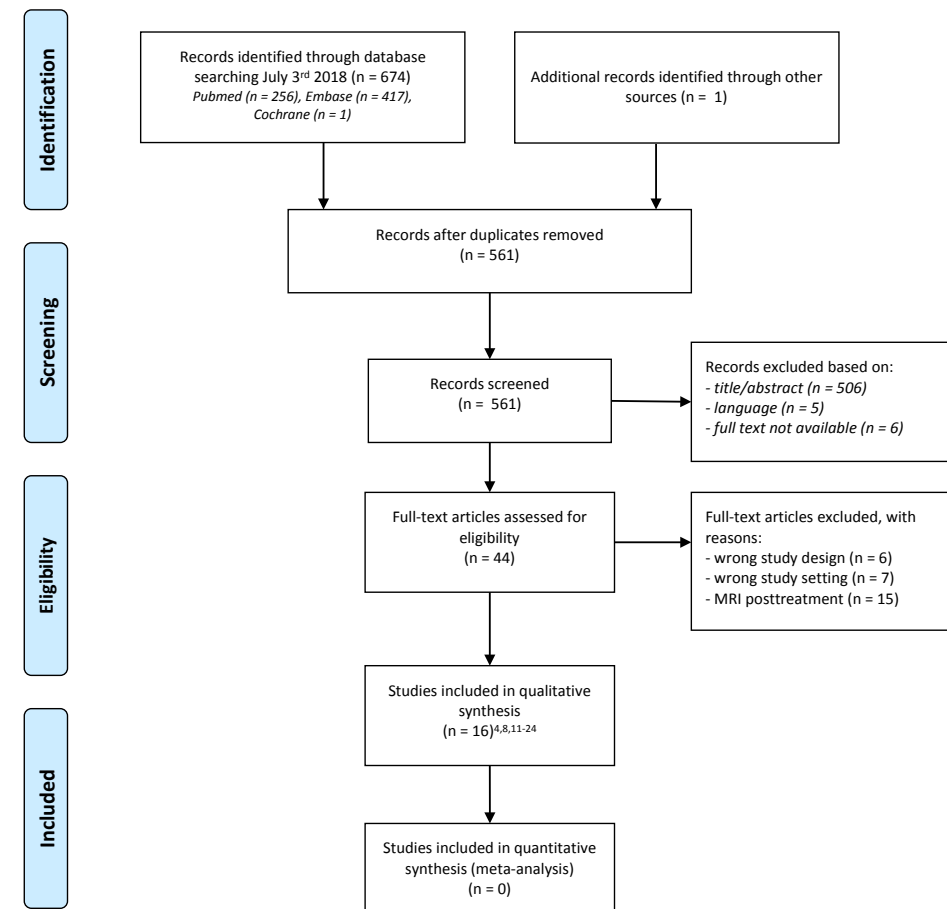 Identification
Records identified through database
searching July 3rd 2018 (n = 674)
Pubmed (n = 256), Embase (n = 417),
Cochrane (n = 1)
Additional records identified through other
sources (n = 1)
Records after duplicates removed
(n = 561)
Screening
Records screened
(n = 561)
Records excluded based on:
- title/abstract (n = 506)
- language (n = 5)
- full text not available (n = 6)
Eligibility
Full-text articles assessed for
eligibility
(n = 44)
Full-text articles excluded, with
reasons:
- wrong study design (n = 6)
- wrong study setting (n = 7)
- MRI posttreatment (n = 15)
Studies included in qualitative
synthesis
(n = 16)4,8,11-24
Included
Studies included in quantitative
synthesis (meta-analysis)
(n = 0)